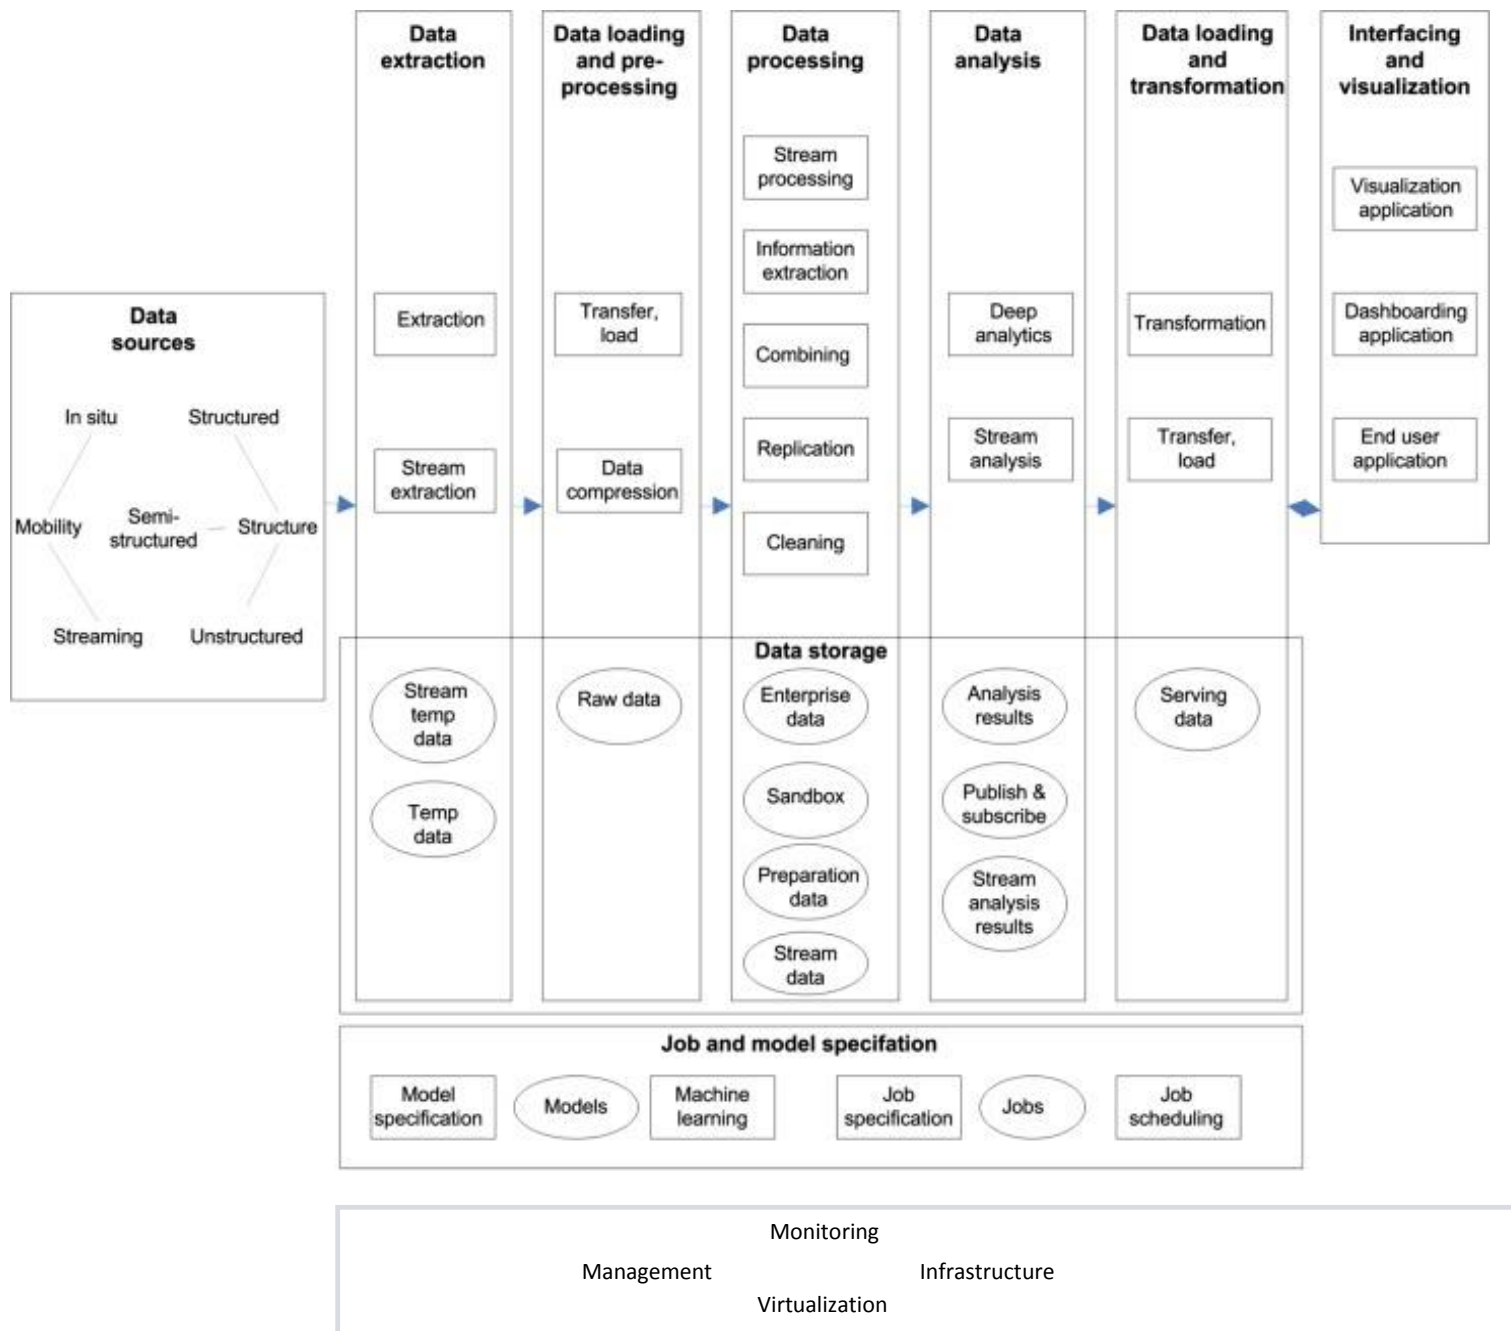 Data
extraction
Data loading
and pre-
processing
Data
processing
Data
analysis
Data loading
and
transformation
Interfacing
and
visualization
Data
sources
In situ
Structured
Mobility
Semi-
structured
Structure
Streaming
Unstructured
Extraction
Stream
extraction
Transfer,
load
Data
compression
Stream
processing
Information
extraction
Combining
Replication
Cleaning
Deep
analytics
Stream
analysis
Transformation
Transfer,
load
Visualization
application
Dashboarding
application
End user
application
Data storage
Stream
temp
data
Temp
data
Raw data
Enterprise
data
Sandbox
Preparation
data
Stream
data
Analysis
results
Publish &
subscribe
Stream
analysis
results
Serving
data
Job and model specifation
Model
specification
Models
Machine
learning
Job
specification
Jobs
Job
scheduling
Monitoring
Management
Infrastructure
Virtualization